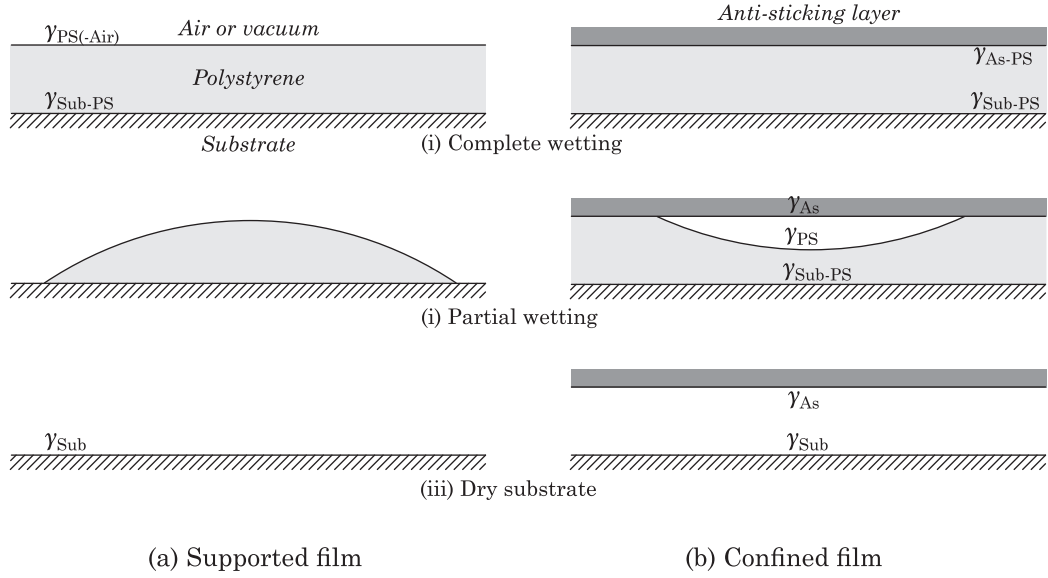 γPS(-Air)
Air or vacuum
Polystyrene
γSub-PS
Substrate
Anti-sticking layer
γAs-PS
γSub-PS
(i) Complete wetting
γAs
γPS
γSub-PS
(i) Partial wetting
γSub
γAs
γSub
(iii) Dry substrate
(a) Supported film
(b) Confined film